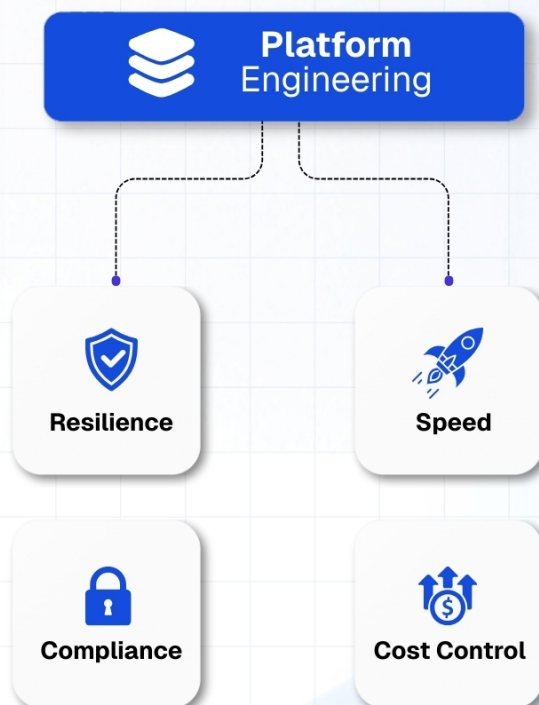 Platform
Engineering
Resilience
Speed
Compliance
Cost Control